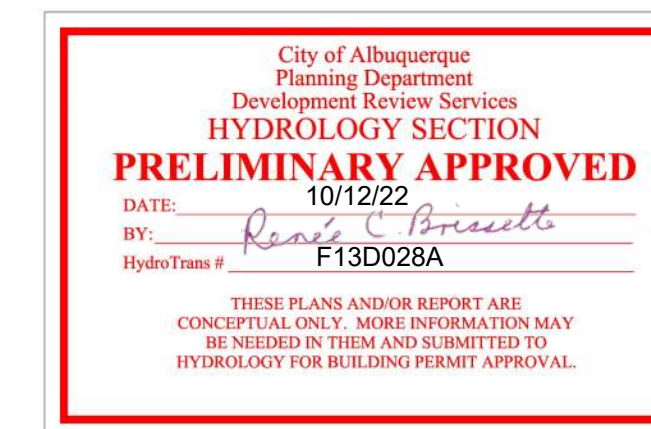 City of Albuquerque
Planning Department
Development Review Services
HYDROLOGY SECTION
PRELIMINARY APPROVED
DATE: 10/12/22
BY: Renée C. Brissette
HydroTrans # F13D028A
THESE PLANS AND/OR REPORT ARE
CONCEPTUAL ONLY. MORE INFORMATION MAY
BE NEEDED IN THEM AND SUBMITTED TO
HYDROLOGY FOR BUILDING PERMIT APPROVAL.